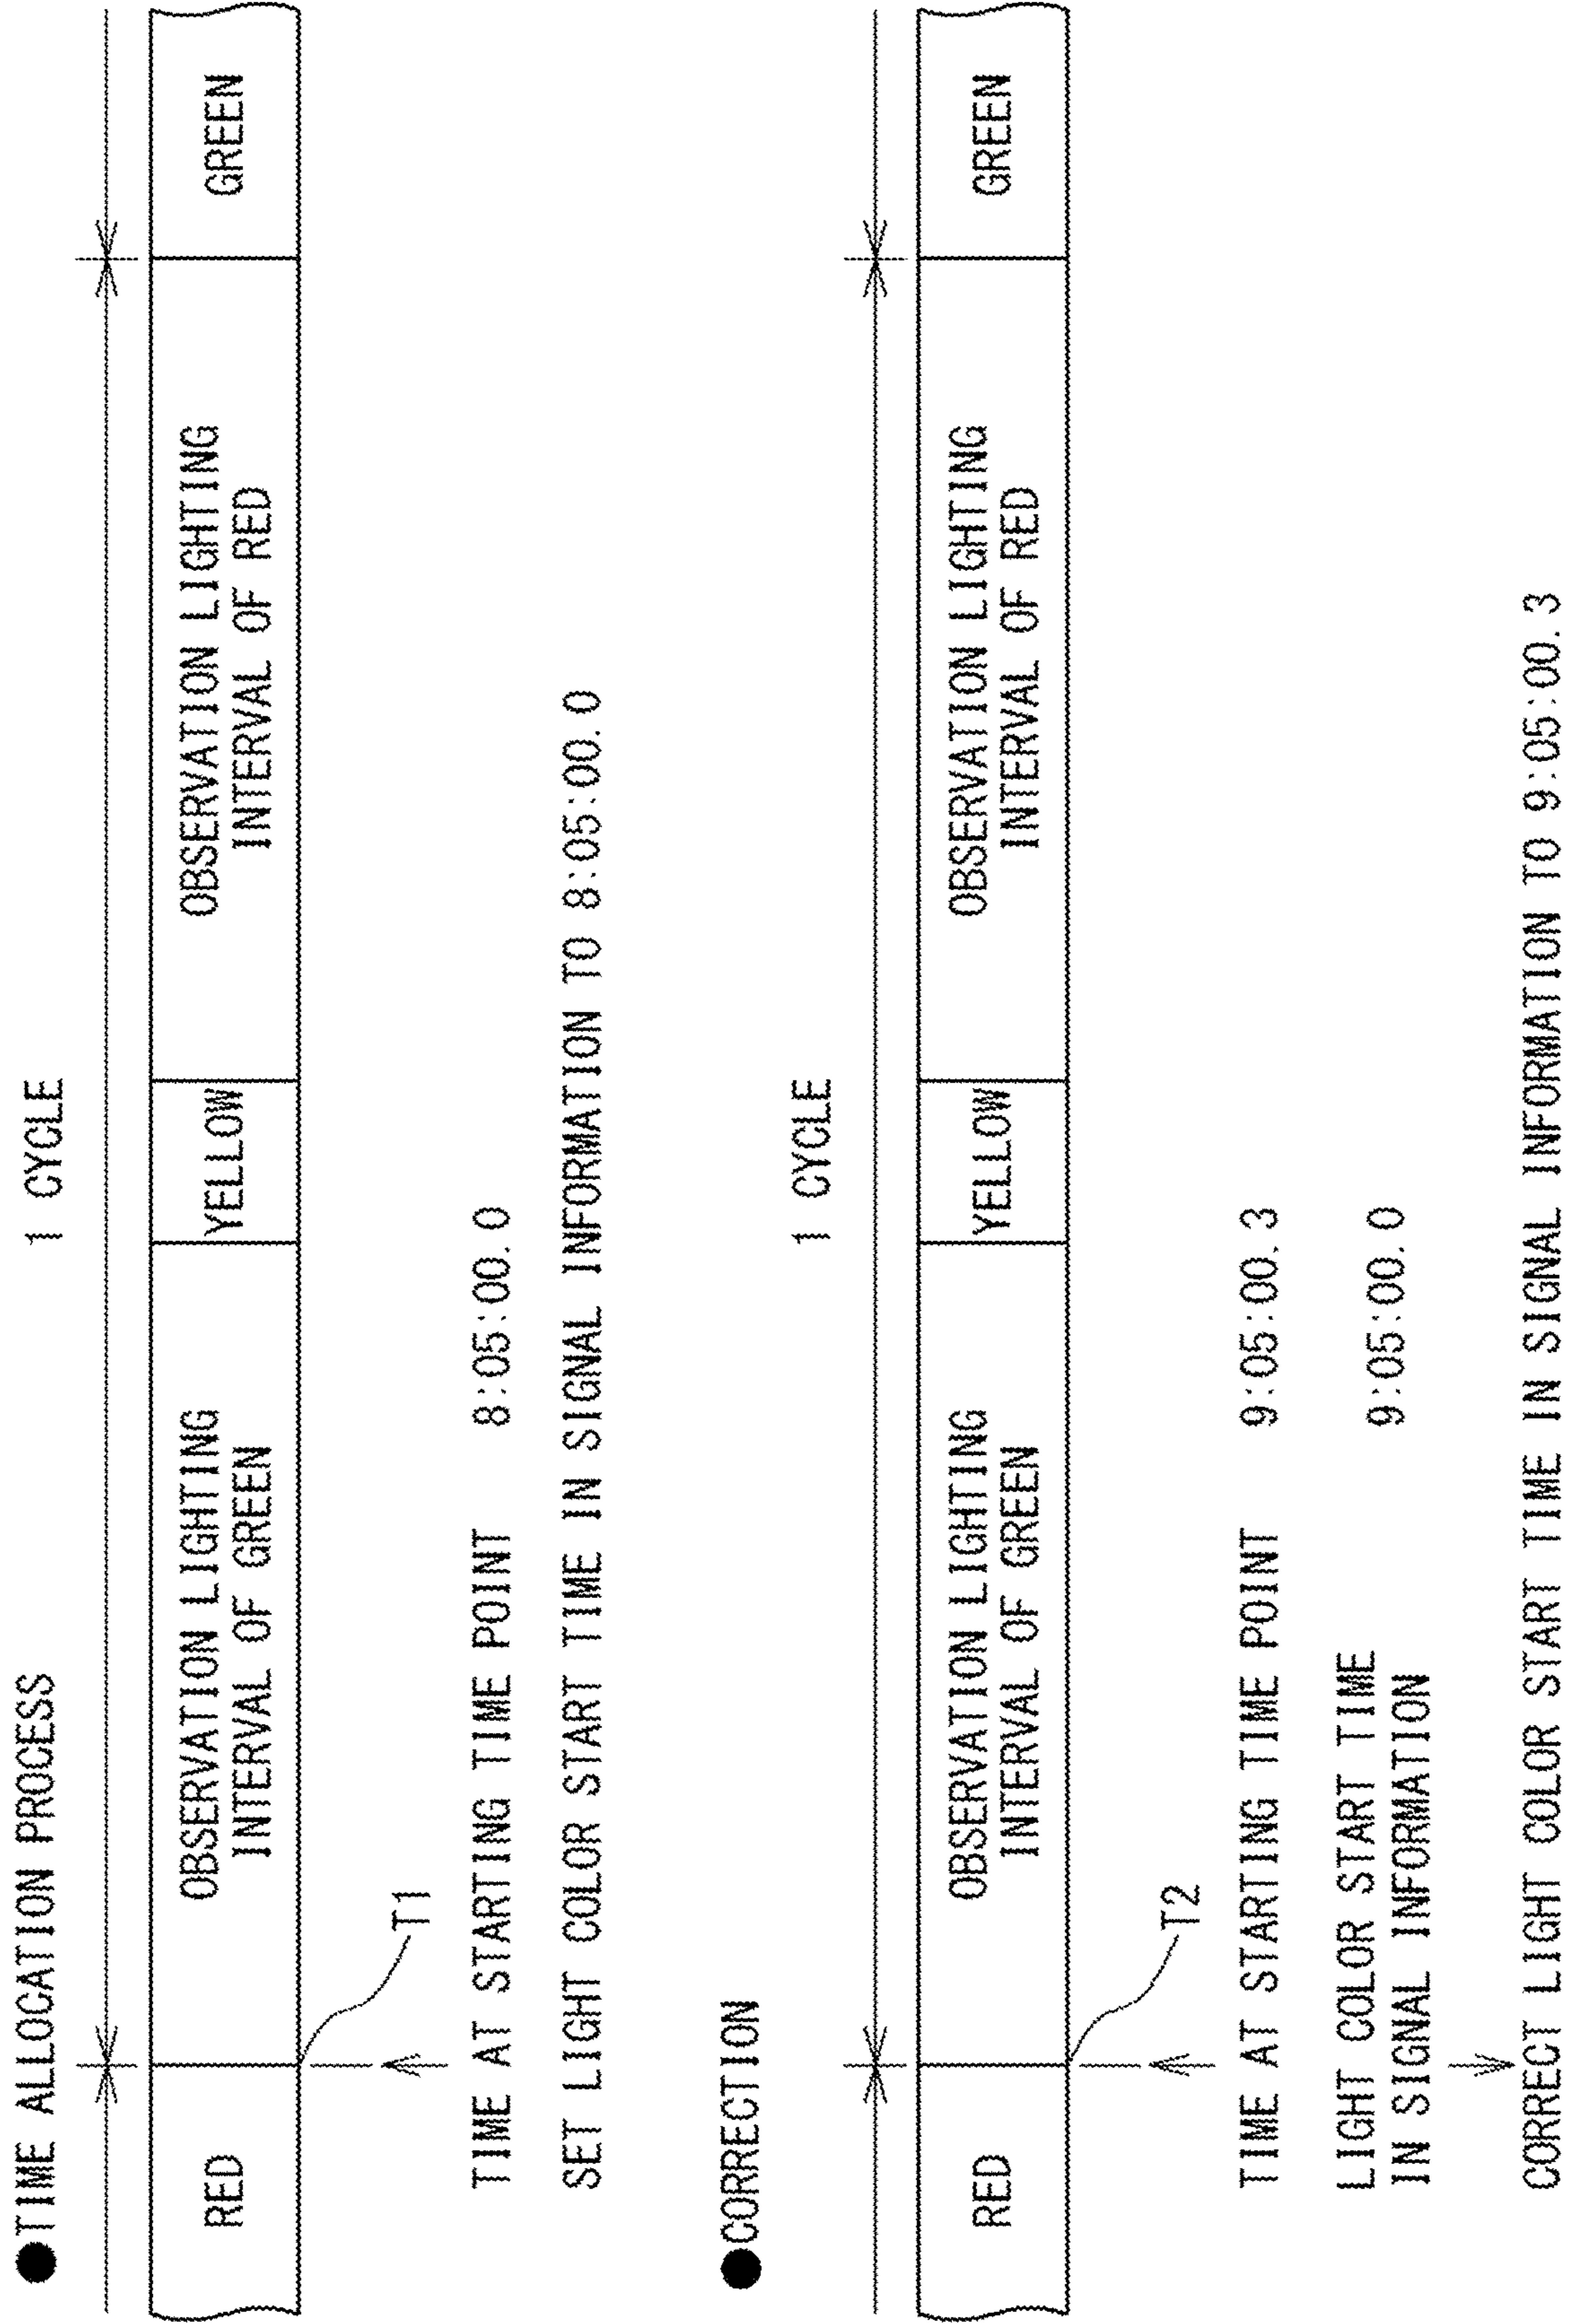 ●TIME ALLOCATION PROCESS
1 CYCLE
RED
OBSERVATION LIGHTING
INTERVAL OF GREEN
YELLOW
OBSERVATION LIGHTING
INTERVAL OF RED
GREEN
T1
TIME AT STARTING TIME POINT 8:05:00.0
SET LIGHT COLOR START TIME IN SIGNAL INFORMATION TO 8:05:00.0
●CORRECTION
1 CYCLE
RED
OBSERVATION LIGHTING
INTERVAL OF GREEN
YELLOW
OBSERVATION LIGHTING
INTERVAL OF RED
GREEN
T2
TIME AT STARTING TIME POINT 9:05:00.3
LIGHT COLOR START TIME
IN SIGNAL INFORMATION 9:05:00.0
CORRECT LIGHT COLOR START TIME IN SIGNAL INFORMATION TO 9:05:00.3